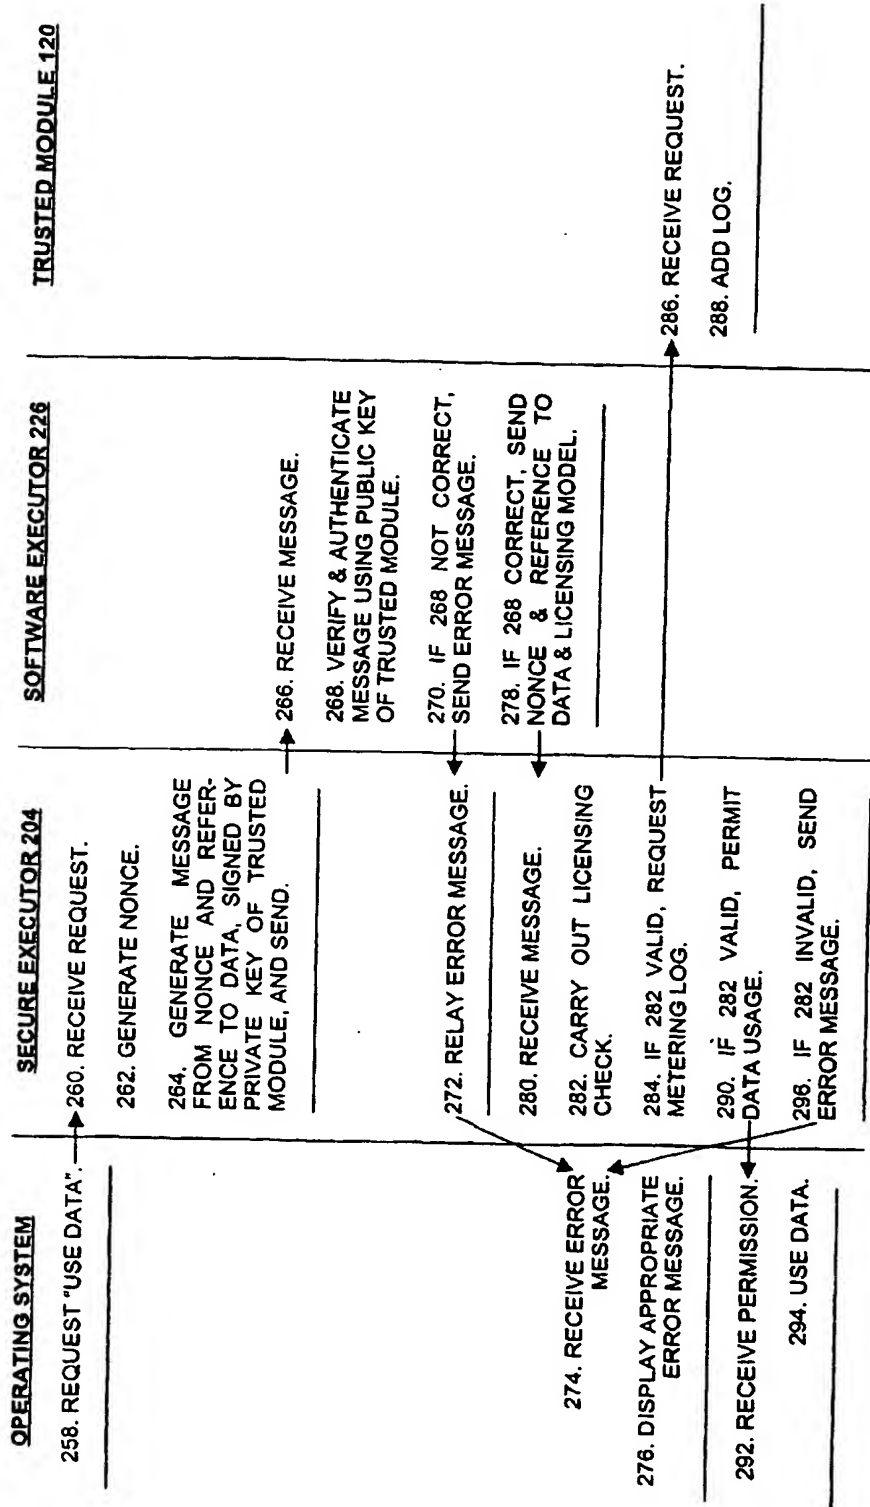 OPERATING SYSTEM
258. REQUEST "USE DATA".
274. RECEIVE ERROR
MESSAGE.
276. DISPLAY APPROPRIATE
ERROR MESSAGE.
292. RECEIVE PERMISSION.
294. USE DATA.
SECURE EXECUTOR 204
260. RECEIVE REQUEST.
262. GENERATE NONCE.
264. GENERATE MESSAGE
FROM NONCE AND REFER-
ENCE TO DATA, SIGNED BY
PRIVATE KEY OF TRUSTED
MODULE, AND SEND.
272. RELAY ERROR MESSAGE.
280. RECEIVE MESSAGE.
282. CARRY OUT LICENSING
CHECK.
284. IF 282 VALID, REQUEST
METERING LOG.
290. IF 282 VALID, PERMIT
DATA USAGE.
296. IF 282 INVALID, SEND
ERROR MESSAGE.
SOFTWARE EXECUTOR 226
266. RECEIVE MESSAGE.
268. VERIFY & AUTHENTICATE
MESSAGE USING PUBLIC KEY
OF TRUSTED MODULE.
270. IF 268 NOT CORRECT,
SEND ERROR MESSAGE.
278. IF 268 CORRECT, SEND
NONCE & REFERENCE TO
DATA & LICENSING MODEL.
TRUSTED MODULE 120
286. RECEIVE REQUEST.
288. ADD LOG.